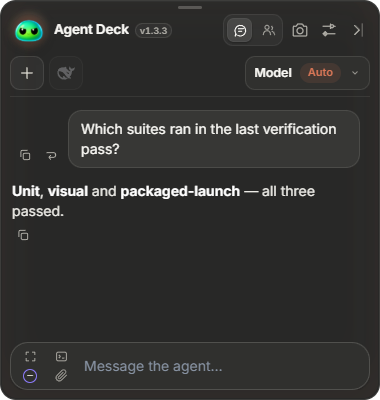 Agent Deck v1.3.3
Model Auto
Which suites ran in the last verification
pass?
Unit, visual and packaged-launch — all three
passed.
Message the agent...